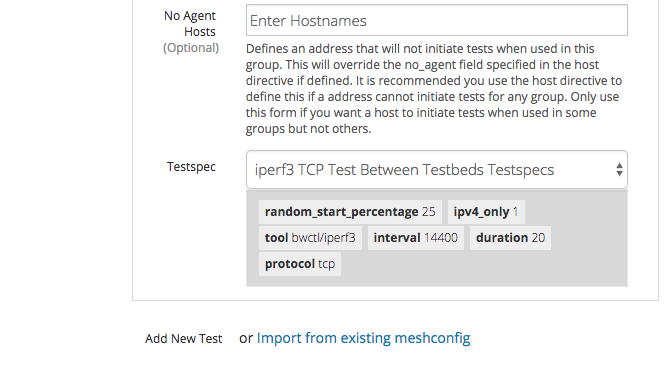 No Agent
Hosts
(Optional)
Enter Hostnames
Defines an address that will not initiate tests when used in this
group. This will override the no_agent field specified in the host
directive if defined. It is recommended you use the host directive to
define this if a address cannot initiate tests for any group. Only use
this form if you want a host to initiate tests when used in some
groups but not others.
Testspec
iperf3 TCP Test Between Testbeds Testspecs
random_start_percentage 25 ipv4_only 1
tool bwctl/iperf3 interval 14400 duration 20
protocol tcp
Add New Test or Import from existing meshconfig